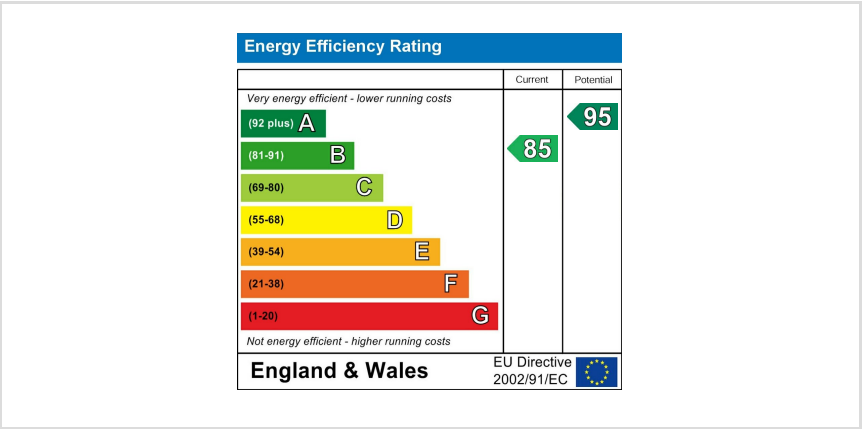 Energy Efficiency Rating
Current Potential
Very energy efficient - lower running costs
(92 plus) A
95
(81-91) B
85
(69-80) C
(55-68) D
(39-54) E
(21-38) F
(1-20) G
Not energy efficient - higher running costs
England & Wales
EU Directive
2002/91/EC